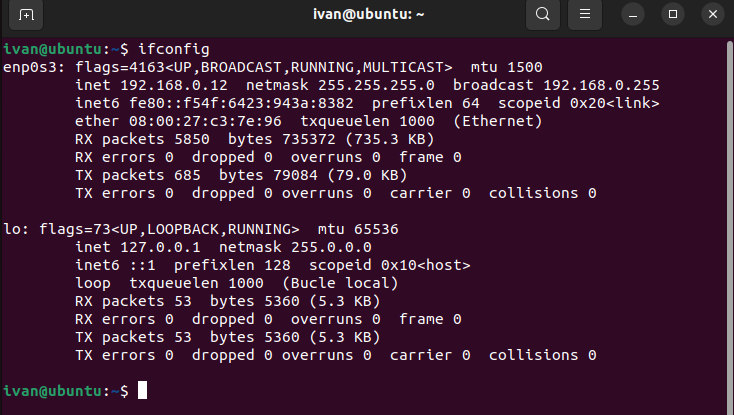 ivan@ubuntu: ~
ivan@ubuntu:~$ ifconfig
enp0s3: flags=4163<UP,BROADCAST,RUNNING,MULTICAST>  mtu 1500
        inet 192.168.0.12  netmask 255.255.255.0  broadcast 192.168.0.255
        inet6 fe80::f54f:6423:943a:8382  prefixlen 64  scopeid 0x20<link>
        ether 08:00:27:c3:7e:96  txqueuelen 1000  (Ethernet)
        RX packets 5850  bytes 735372 (735.3 KB)
        RX errors 0  dropped 0  overruns 0  frame 0
        TX packets 685  bytes 79084 (79.0 KB)
        TX errors 0  dropped 0 overruns 0  carrier 0  collisions 0

lo: flags=73<UP,LOOPBACK,RUNNING>  mtu 65536
        inet 127.0.0.1  netmask 255.0.0.0
        inet6 ::1  prefixlen 128  scopeid 0x10<host>
        loop  txqueuelen 1000  (Bucle local)
        RX packets 53  bytes 5360 (5.3 KB)
        RX errors 0  dropped 0  overruns 0  frame 0
        TX packets 53  bytes 5360 (5.3 KB)
        TX errors 0  dropped 0 overruns 0  carrier 0  collisions 0

ivan@ubuntu:~$